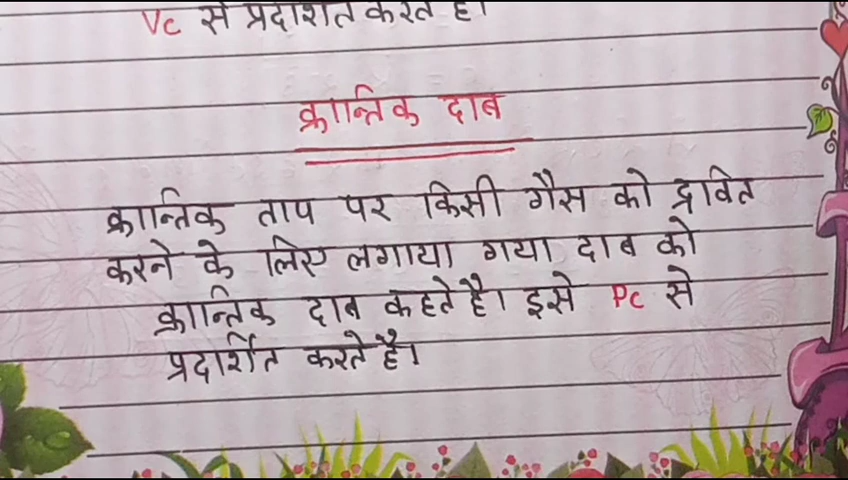 Vc से प्रदर्शित करते है।
क्रान्तिक दाब
क्रान्तिक ताप पर किसी गैस को द्रवित
करने के लिए लगाया गया दाब को
क्रान्तिक दाब कहते है। इसे Pc से
प्रदर्शित करते है।